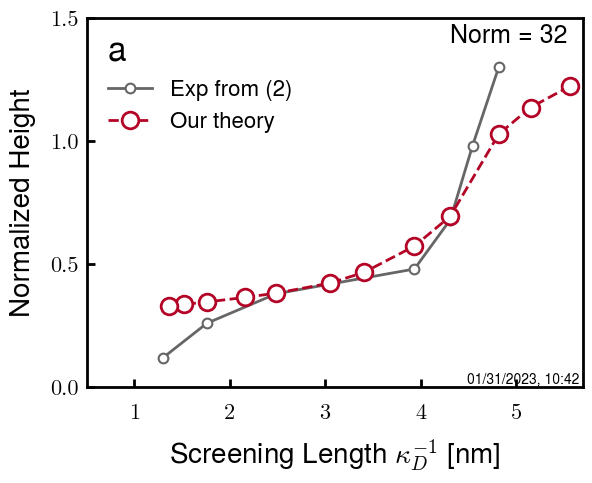 Norm = 32
a
Exp from (2)
Our theory
Normalized Height
1.5
1.0
0.5
0.0
01/31/2023, 10:42
1 2 3 4 5
Screening Length κ_D^{-1} [nm]